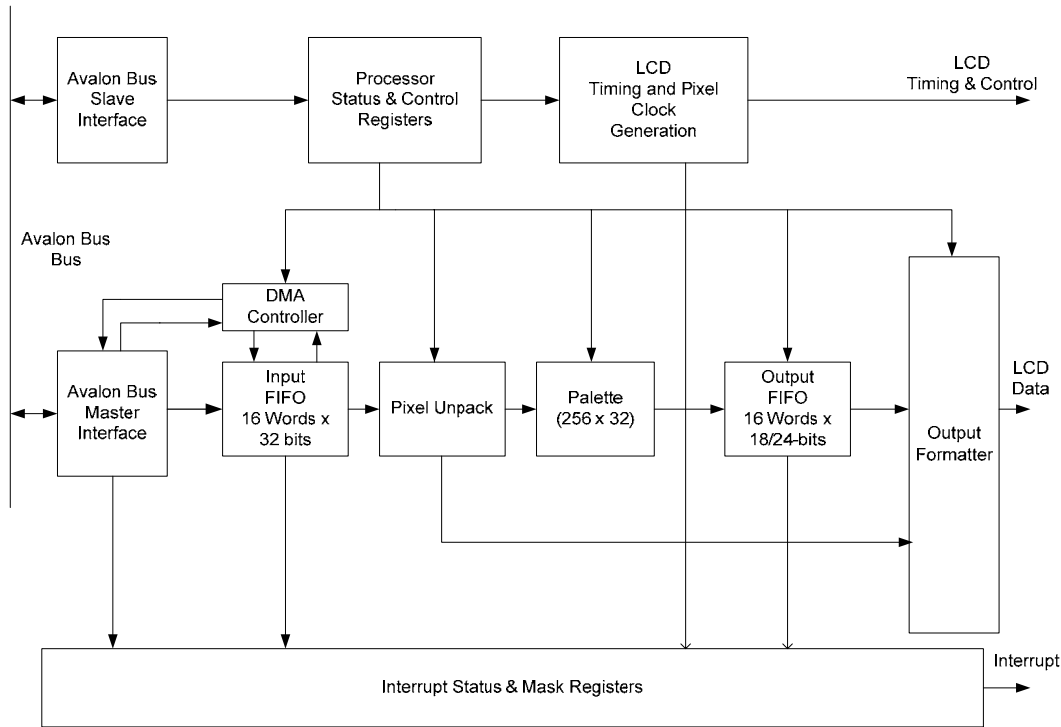 Avalon Bus
Slave
Interface
Processor
Status & Control
Registers
LCD
Timing and Pixel
Clock
Generation
LCD
Timing & Control
Avalon Bus
Bus
DMA
Controller
Avalon Bus
Master
Interface
Input
FIFO
16 Words x
32 bits
Pixel Unpack
Palette
(256 x 32)
Output
FIFO
16 Words x
18/24-bits
Output
Formatter
LCD
Data
Interrupt Status & Mask Registers
Interrupt